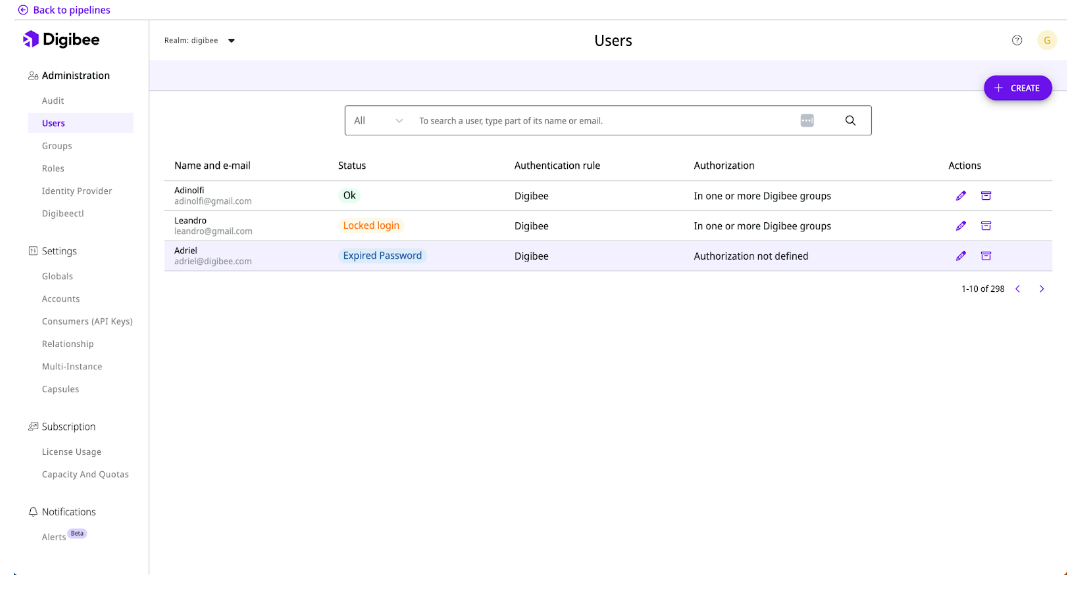 Back to pipelines
Digibee
Realm: digibee
Users
G
Administration
Audit
Users
Groups
Roles
Identity Provider
Digibeectl
Settings
Globals
Accounts
Consumers (API Keys)
Relationship
Multi-Instance
Capsules
Subscription
License Usage
Capacity And Quotas
Notifications
Alerts Beta
+ CREATE
All To search a user, type part of its name or email.
Name and e-mail Status Authentication rule Authorization Actions
Adinolfi
adinolfi@gmail.com Ok Digibee In one or more Digibee groups
Leandro
leandro@gmail.com Locked login Digibee In one or more Digibee groups
Adriel
adriel@digibee.com Expired Password Digibee Authorization not defined
1-10 of 298